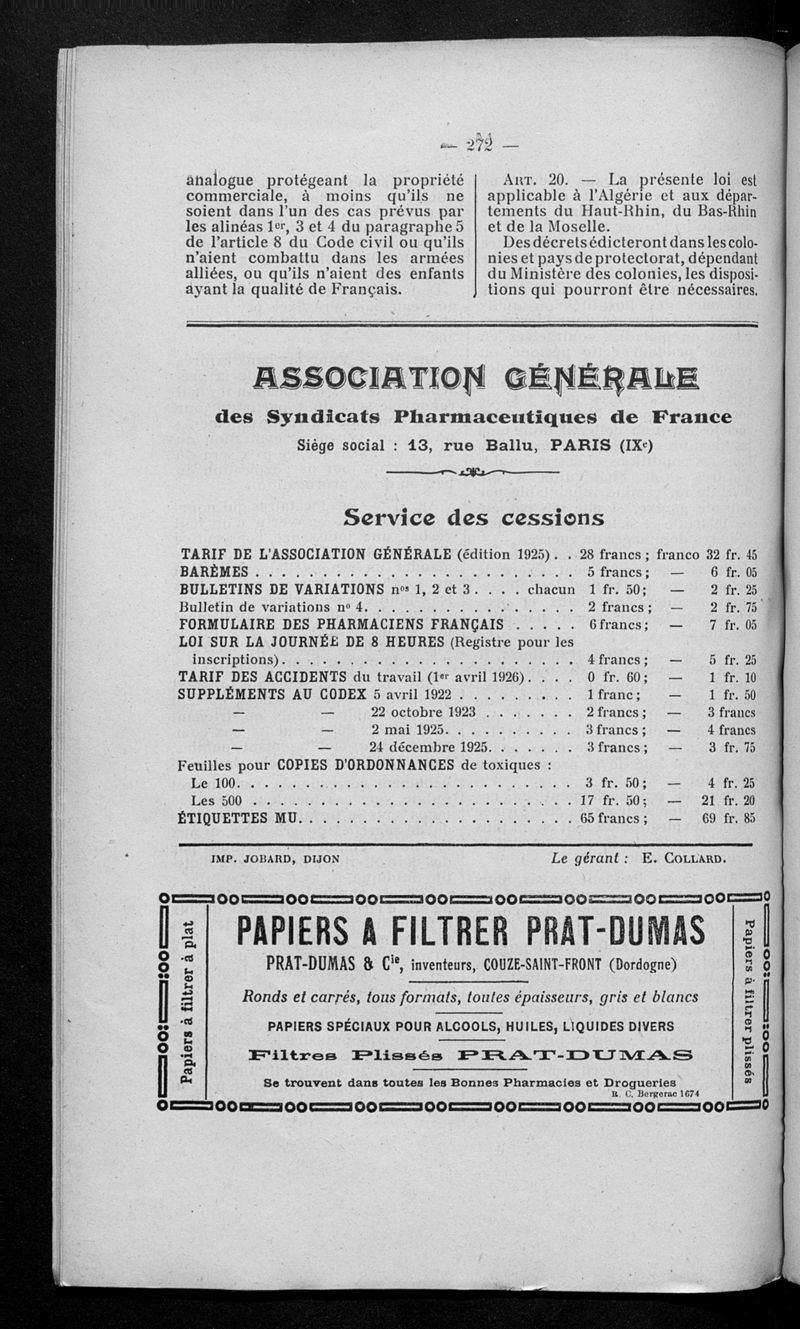 — 272 —
analogue protégeant la propriété
commerciale, à moins qu'ils ne
soient dans l'un des cas prévus par
les alinéas 1er, 3 et 4 du paragraphe 5
de l'article 8 du Code civil ou qu'ils
n'aient combattu dans les armées
alliées, ou qu'ils n'aient des enfants
ayant la qualité de Français.
ART. 20. — La présente loi est
applicable à l'Algérie et aux dépar-
tements du Haut-Rhin, du Bas-Rhin
et de la Moselle.
Des décrets édicteront dans les colo-
nies et pays de protectorat, dépendant
du Ministère des colonies, les disposi-
tions qui pourront être nécessaires.
ASSOCIATION GÉNÉRALE
des Syndicats Pharmaceutiques de France
Siège social : 13, rue Ballu, PARIS (IXe)
Service des cessions
TARIF DE L'ASSOCIATION GÉNÉRALE (édition 1925) . . 28 francs ; franco 32 fr. 45
BARÈMES . . . . . . . . . . . . . . . . . . . . . . . . 5 francs ; — 6 fr. 05
BULLETINS DE VARIATIONS nos 1, 2 et 3 . . . . chacun 1 fr. 50 ; — 2 fr. 25
Bulletin de variations no 4 . . . . . . . . . . . . . . . . 2 francs ; — 2 fr. 75
FORMULAIRE DES PHARMACIENS FRANÇAIS . . . . . 6 francs ; — 7 fr. 05
LOI SUR LA JOURNÉE DE 8 HEURES (Registre pour les
inscriptions) . . . . . . . . . . . . . . . . . . . . . . 4 francs ; — 5 fr. 25
TARIF DES ACCIDENTS du travail (1er avril 1926) . . . . 0 fr. 60 ; — 1 fr. 10
SUPPLÉMENTS AU CODEX 5 avril 1922 . . . . . . . . . 1 franc ; — 1 fr. 50
— — 22 octobre 1923 . . . . . . . 2 francs ; — 3 francs
— — 2 mai 1925 . . . . . . . . . . 3 francs ; — 4 francs
— — 24 décembre 1925 . . . . . . . 3 francs ; — 3 fr. 75
Feuilles pour COPIES D'ORDONNANCES de toxiques :
Le 100 . . . . . . . . . . . . . . . . . . . . . . . . . 3 fr. 50 ; — 4 fr. 25
Les 500 . . . . . . . . . . . . . . . . . . . . . . . . 17 fr. 50 ; — 21 fr. 20
ÉTIQUETTES MU . . . . . . . . . . . . . . . . . . . . 65 francs ; — 69 fr. 85
IMP. JOBARD, DIJON
Le gérant : E. COLLARD.
Papiers à filtrer à plat
PAPIERS A FILTRER PRAT-DUMAS
PRAT-DUMAS & Cie, inventeurs, COUZE-SAINT-FRONT (Dordogne)
Ronds et carrés, tous formats, toutes épaisseurs, gris et blancs
PAPIERS SPÉCIAUX POUR ALCOOLS, HUILES, LIQUIDES DIVERS
Filtres Plissés PRAT-DUMAS
Se trouvent dans toutes les Bonnes Pharmacies et Drogueries
R. C. Bergerac 1674
Papiers à filtrer plissés